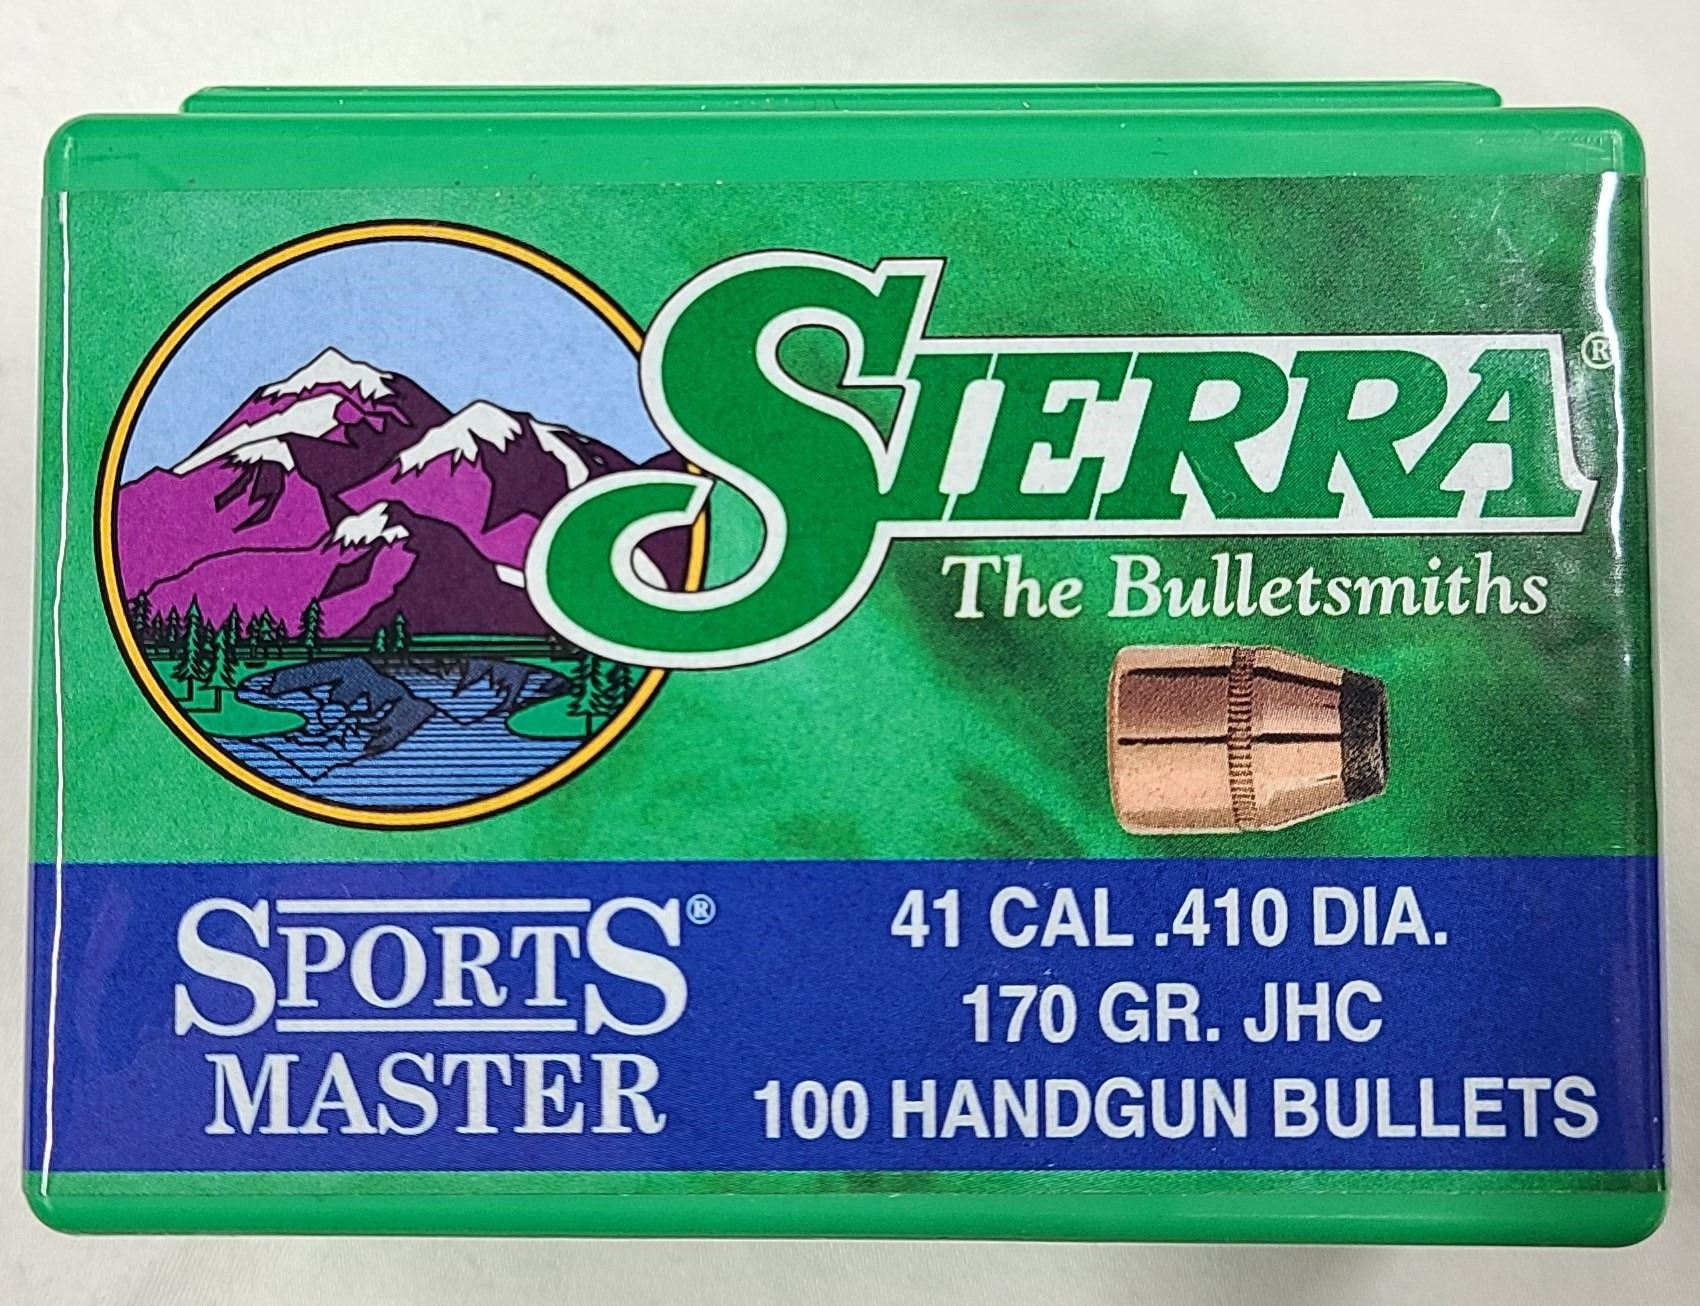 SIERRA®
The Bulletsmiths
SPORTS®
MASTER
41 CAL .410 DIA.
170 GR. JHC
100 HANDGUN BULLETS